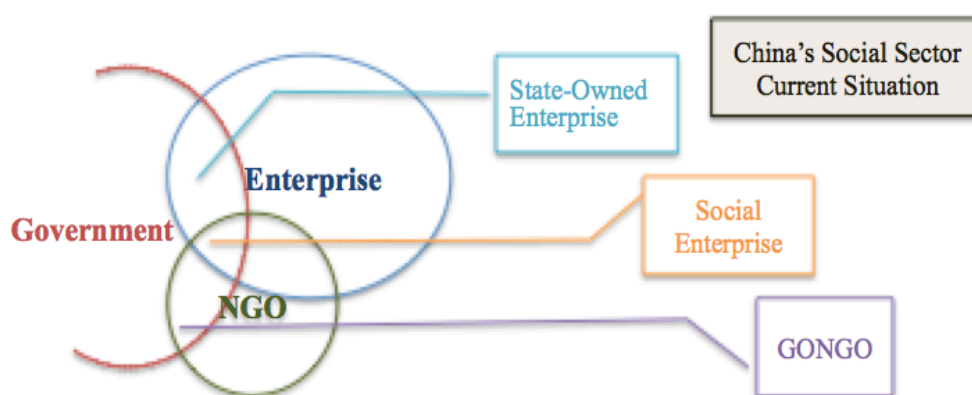 China's Social Sector
Current Situation
State-Owned
Enterprise
Enterprise
Social
Enterprise
Government
NGO
GONGO